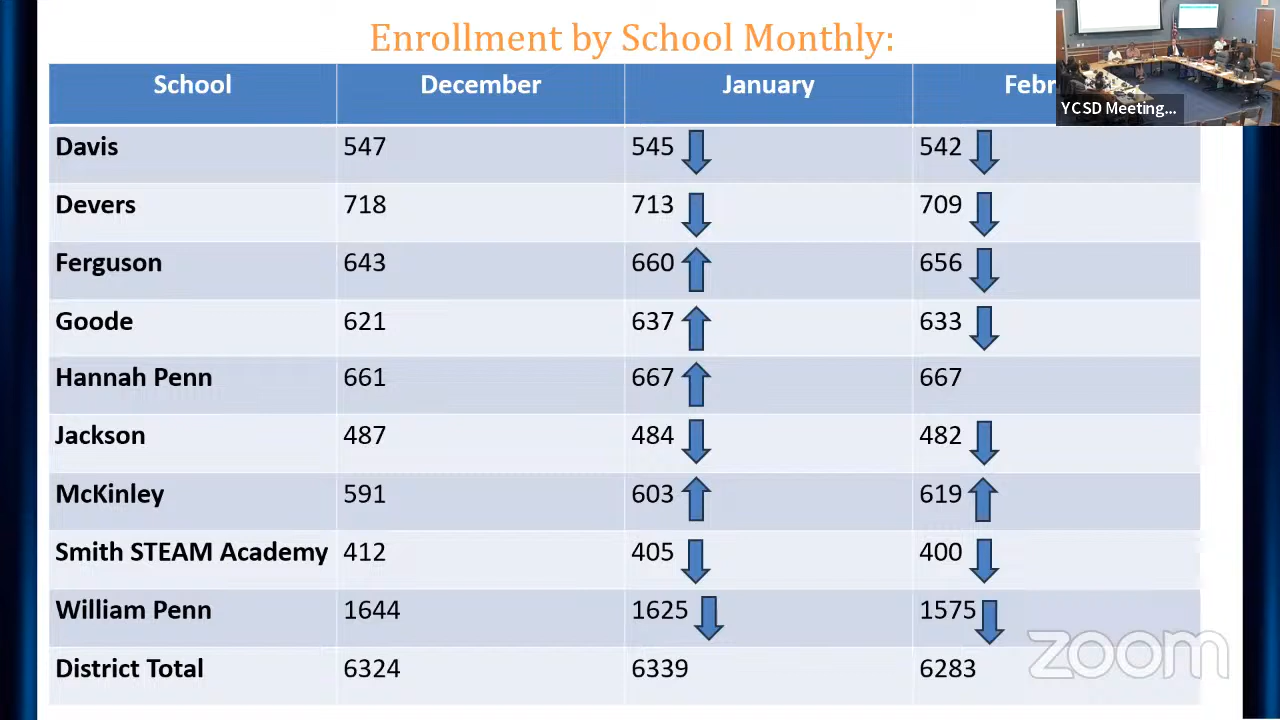 Enrollment by School Monthly:
School December January Febr
YCSD Meeting...
Davis 547 545 542
Devers 718 713 709
Ferguson 643 660 656
Goode 621 637 633
Hannah Penn 661 667 667
Jackson 487 484 482
McKinley 591 603 619
Smith STEAM Academy 412 405 400
William Penn 1644 1625 1575
District Total 6324 6339 6283
zoom